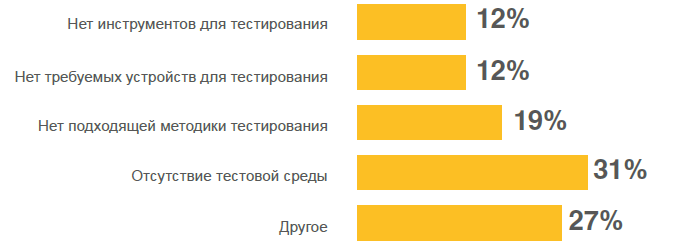 Нет инструментов для тестирования 12%
Нет требуемых устройств для тестирования 12%
Нет подходящей методики тестирования 19%
Отсутствие тестовой среды 31%
Другое 27%